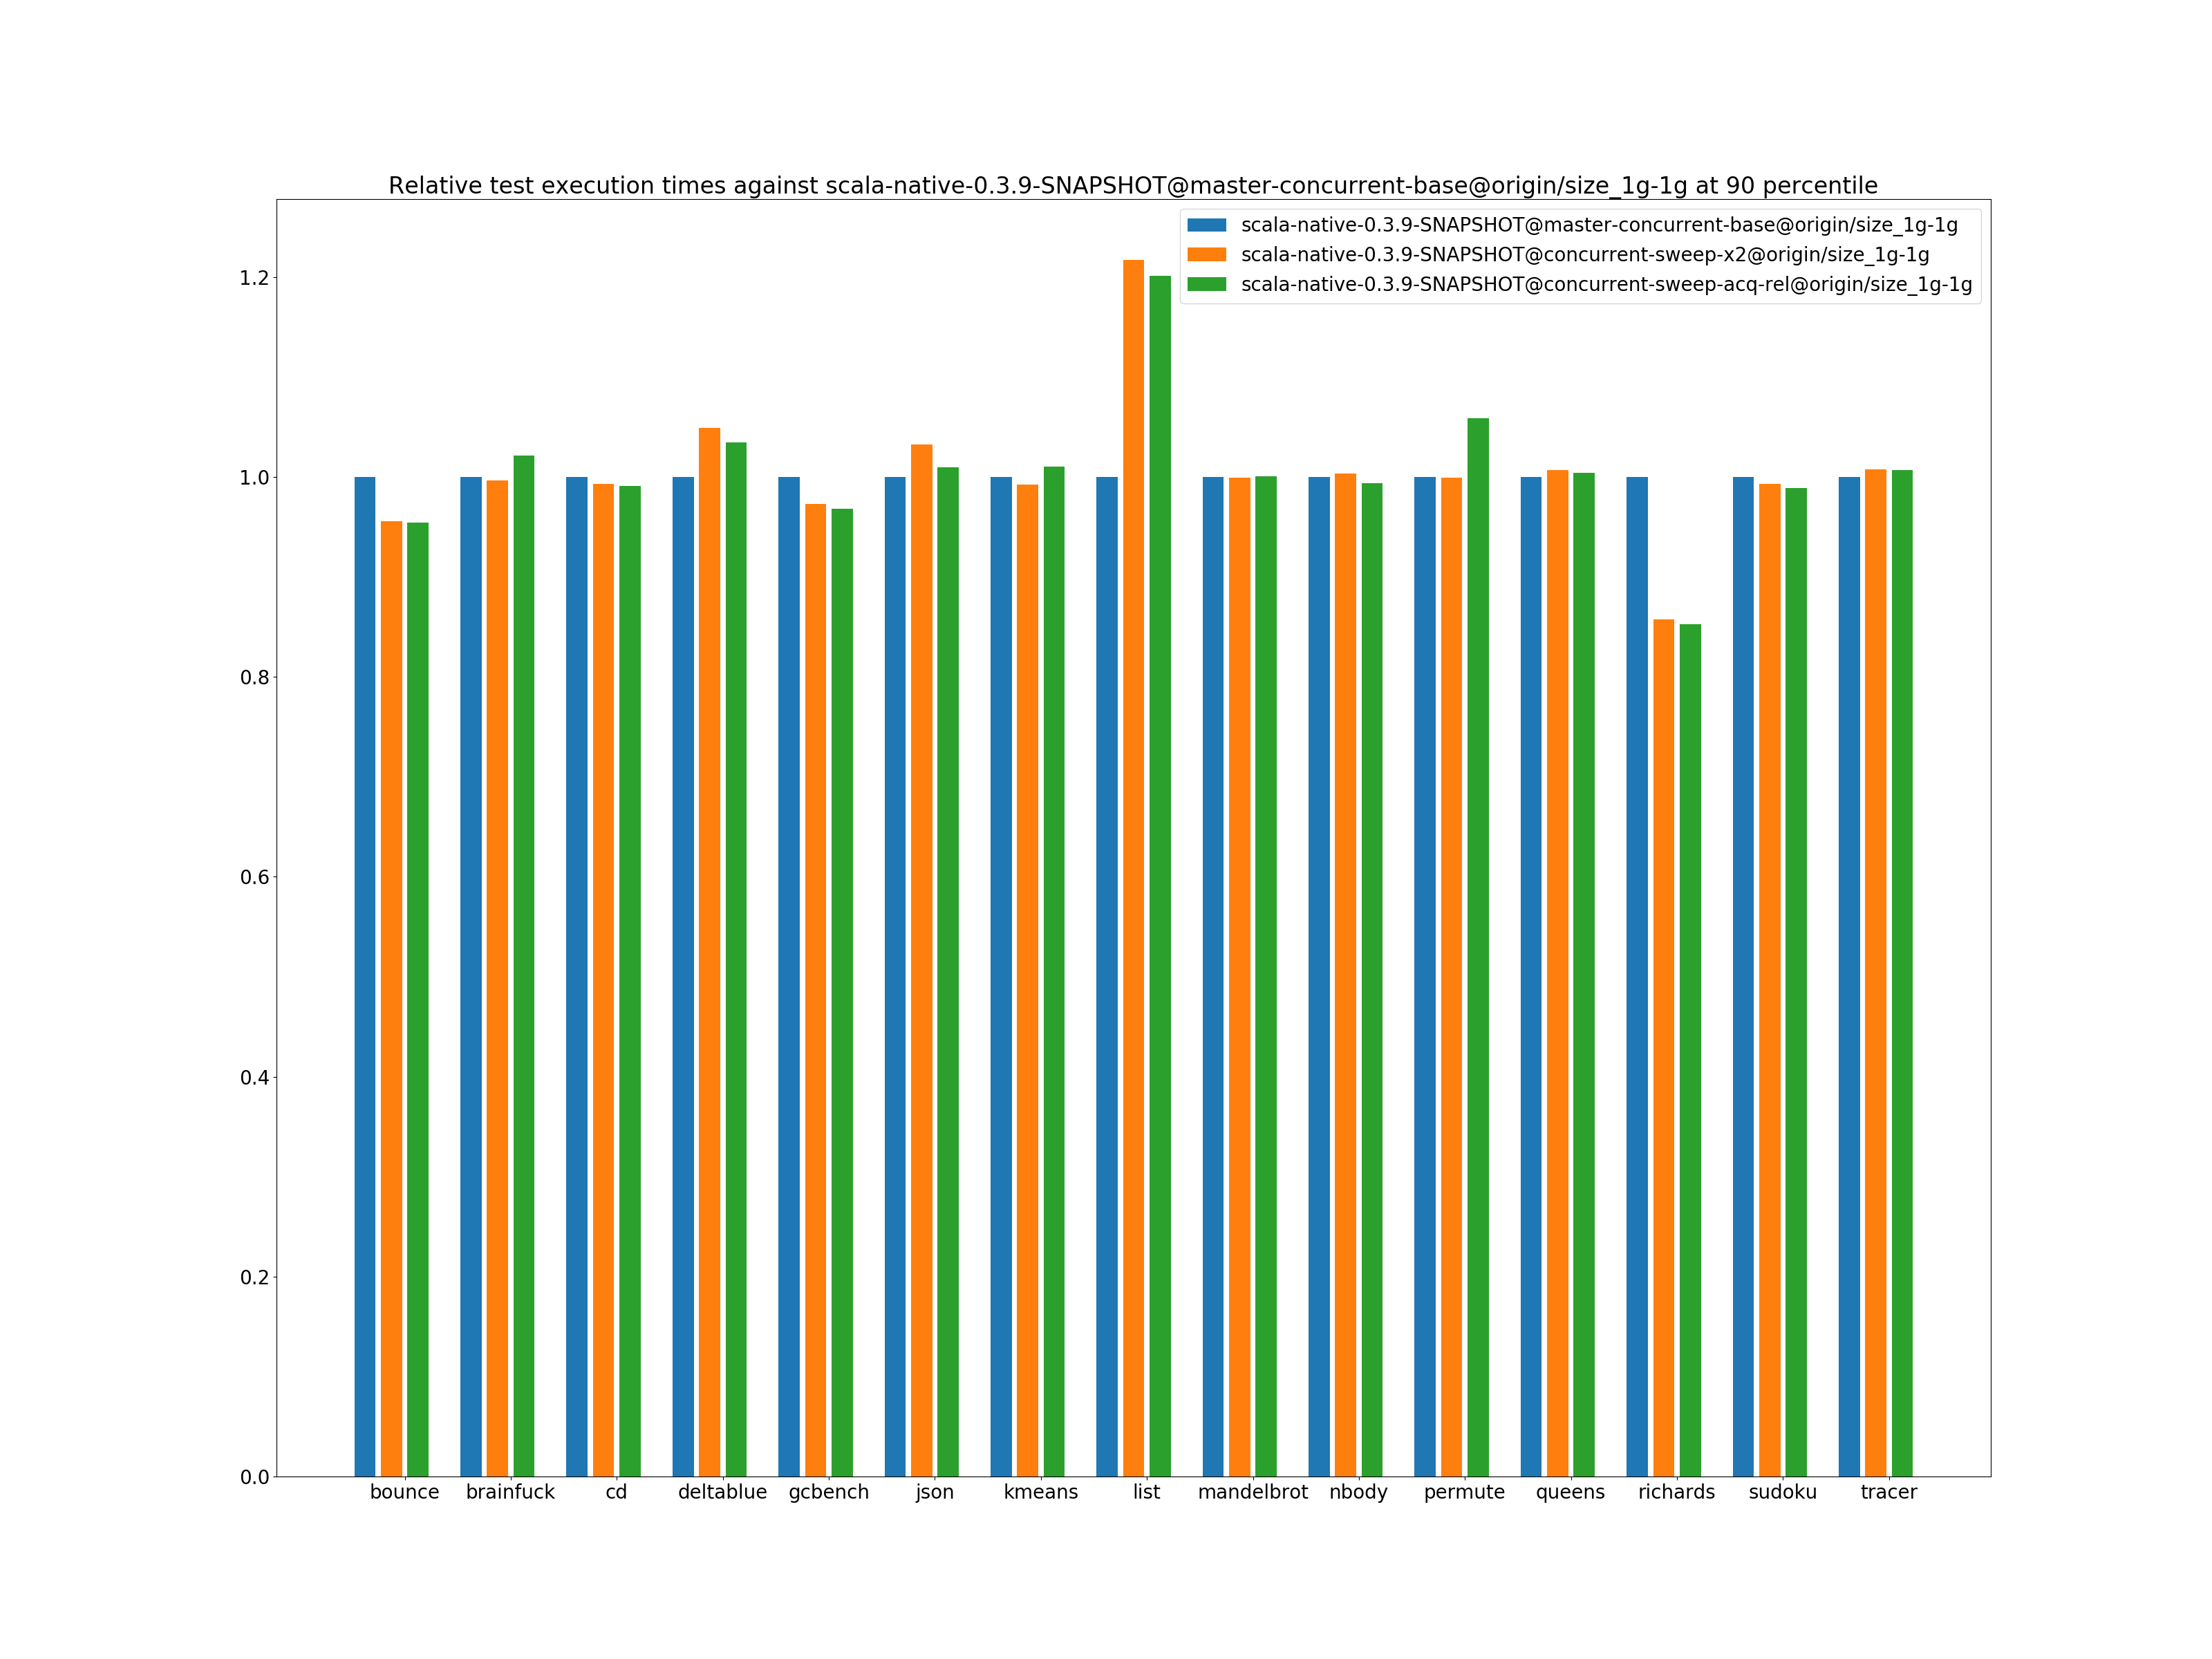 Relative test execution times against scala-native-0.3.9-SNAPSHOT@master-concurrent-base@origin/size_1g-1g at 90 percentile
scala-native-0.3.9-SNAPSHOT@master-concurrent-base@origin/size_1g-1g
scala-native-0.3.9-SNAPSHOT@concurrent-sweep-x2@origin/size_1g-1g
scala-native-0.3.9-SNAPSHOT@concurrent-sweep-acq-rel@origin/size_1g-1g
1.2
1.0
0.8
0.6
0.4
0.2
0.0
bounce brainfuck cd deltablue gcbench json kmeans list mandelbrot nbody permute queens richards sudoku tracer